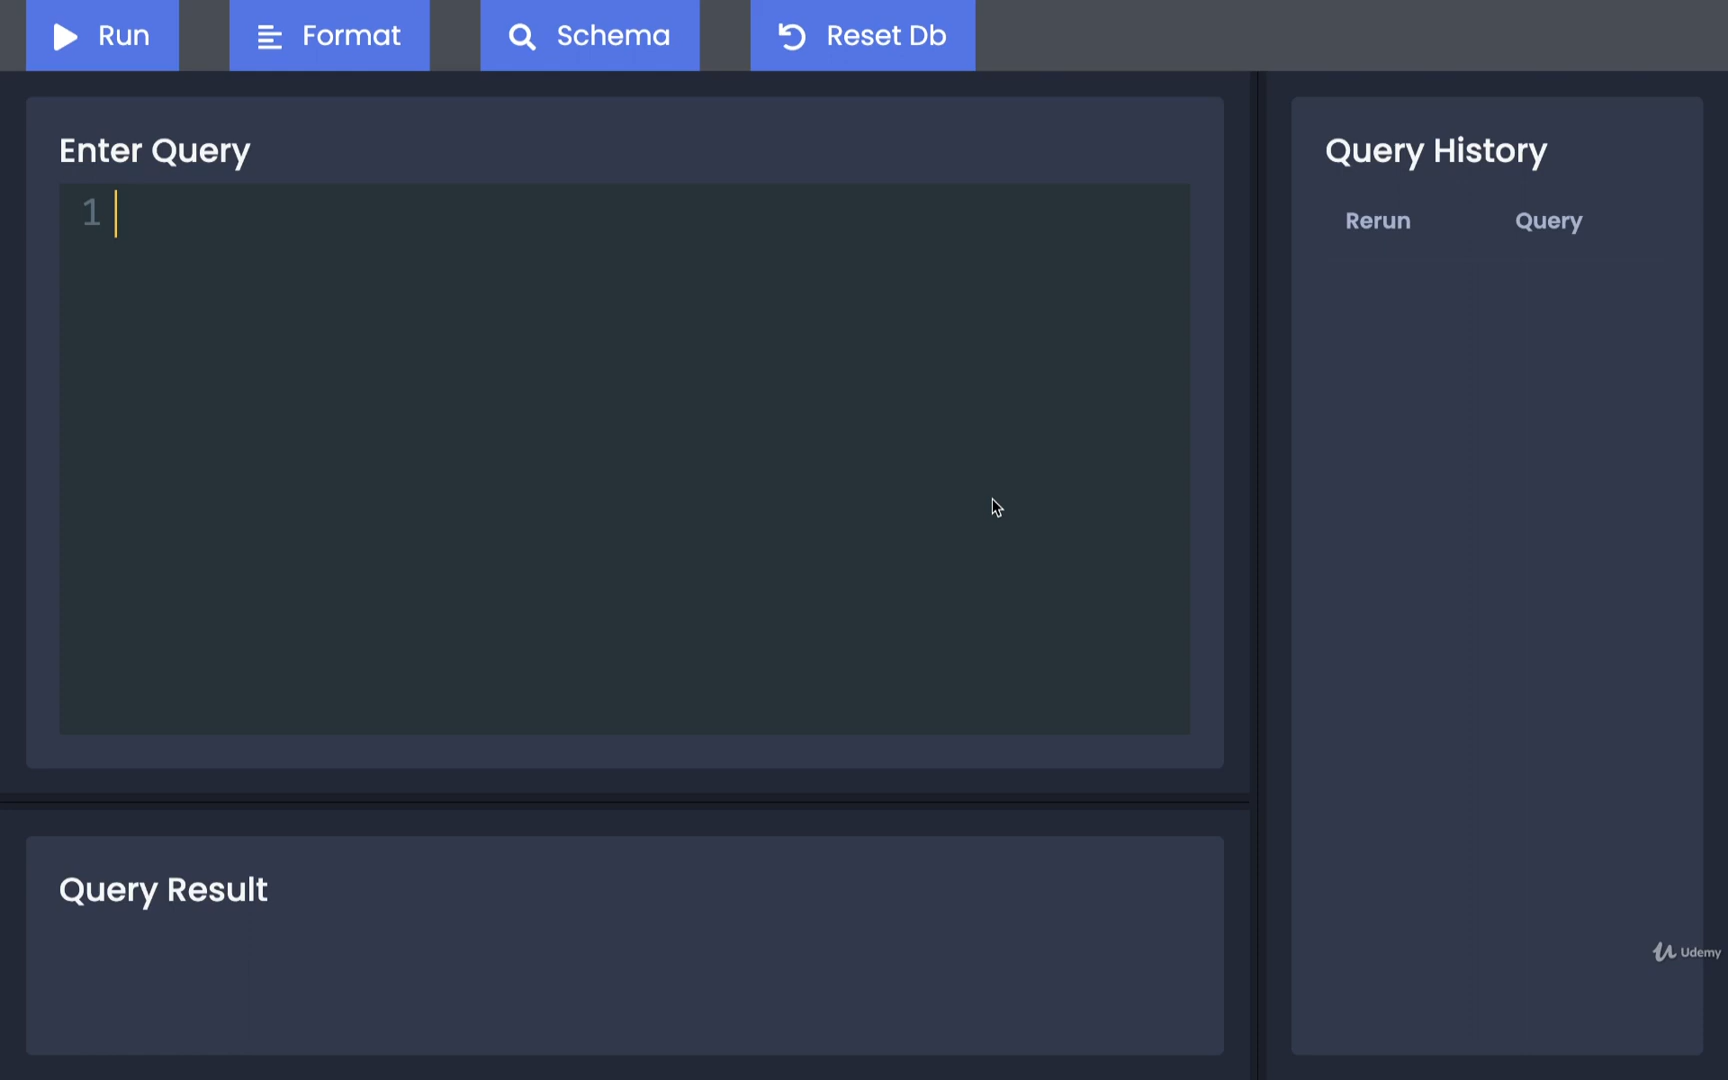 Run
Format
Schema
Reset Db
Enter Query
1
Query History
Rerun
Query
Query Result
Udemy